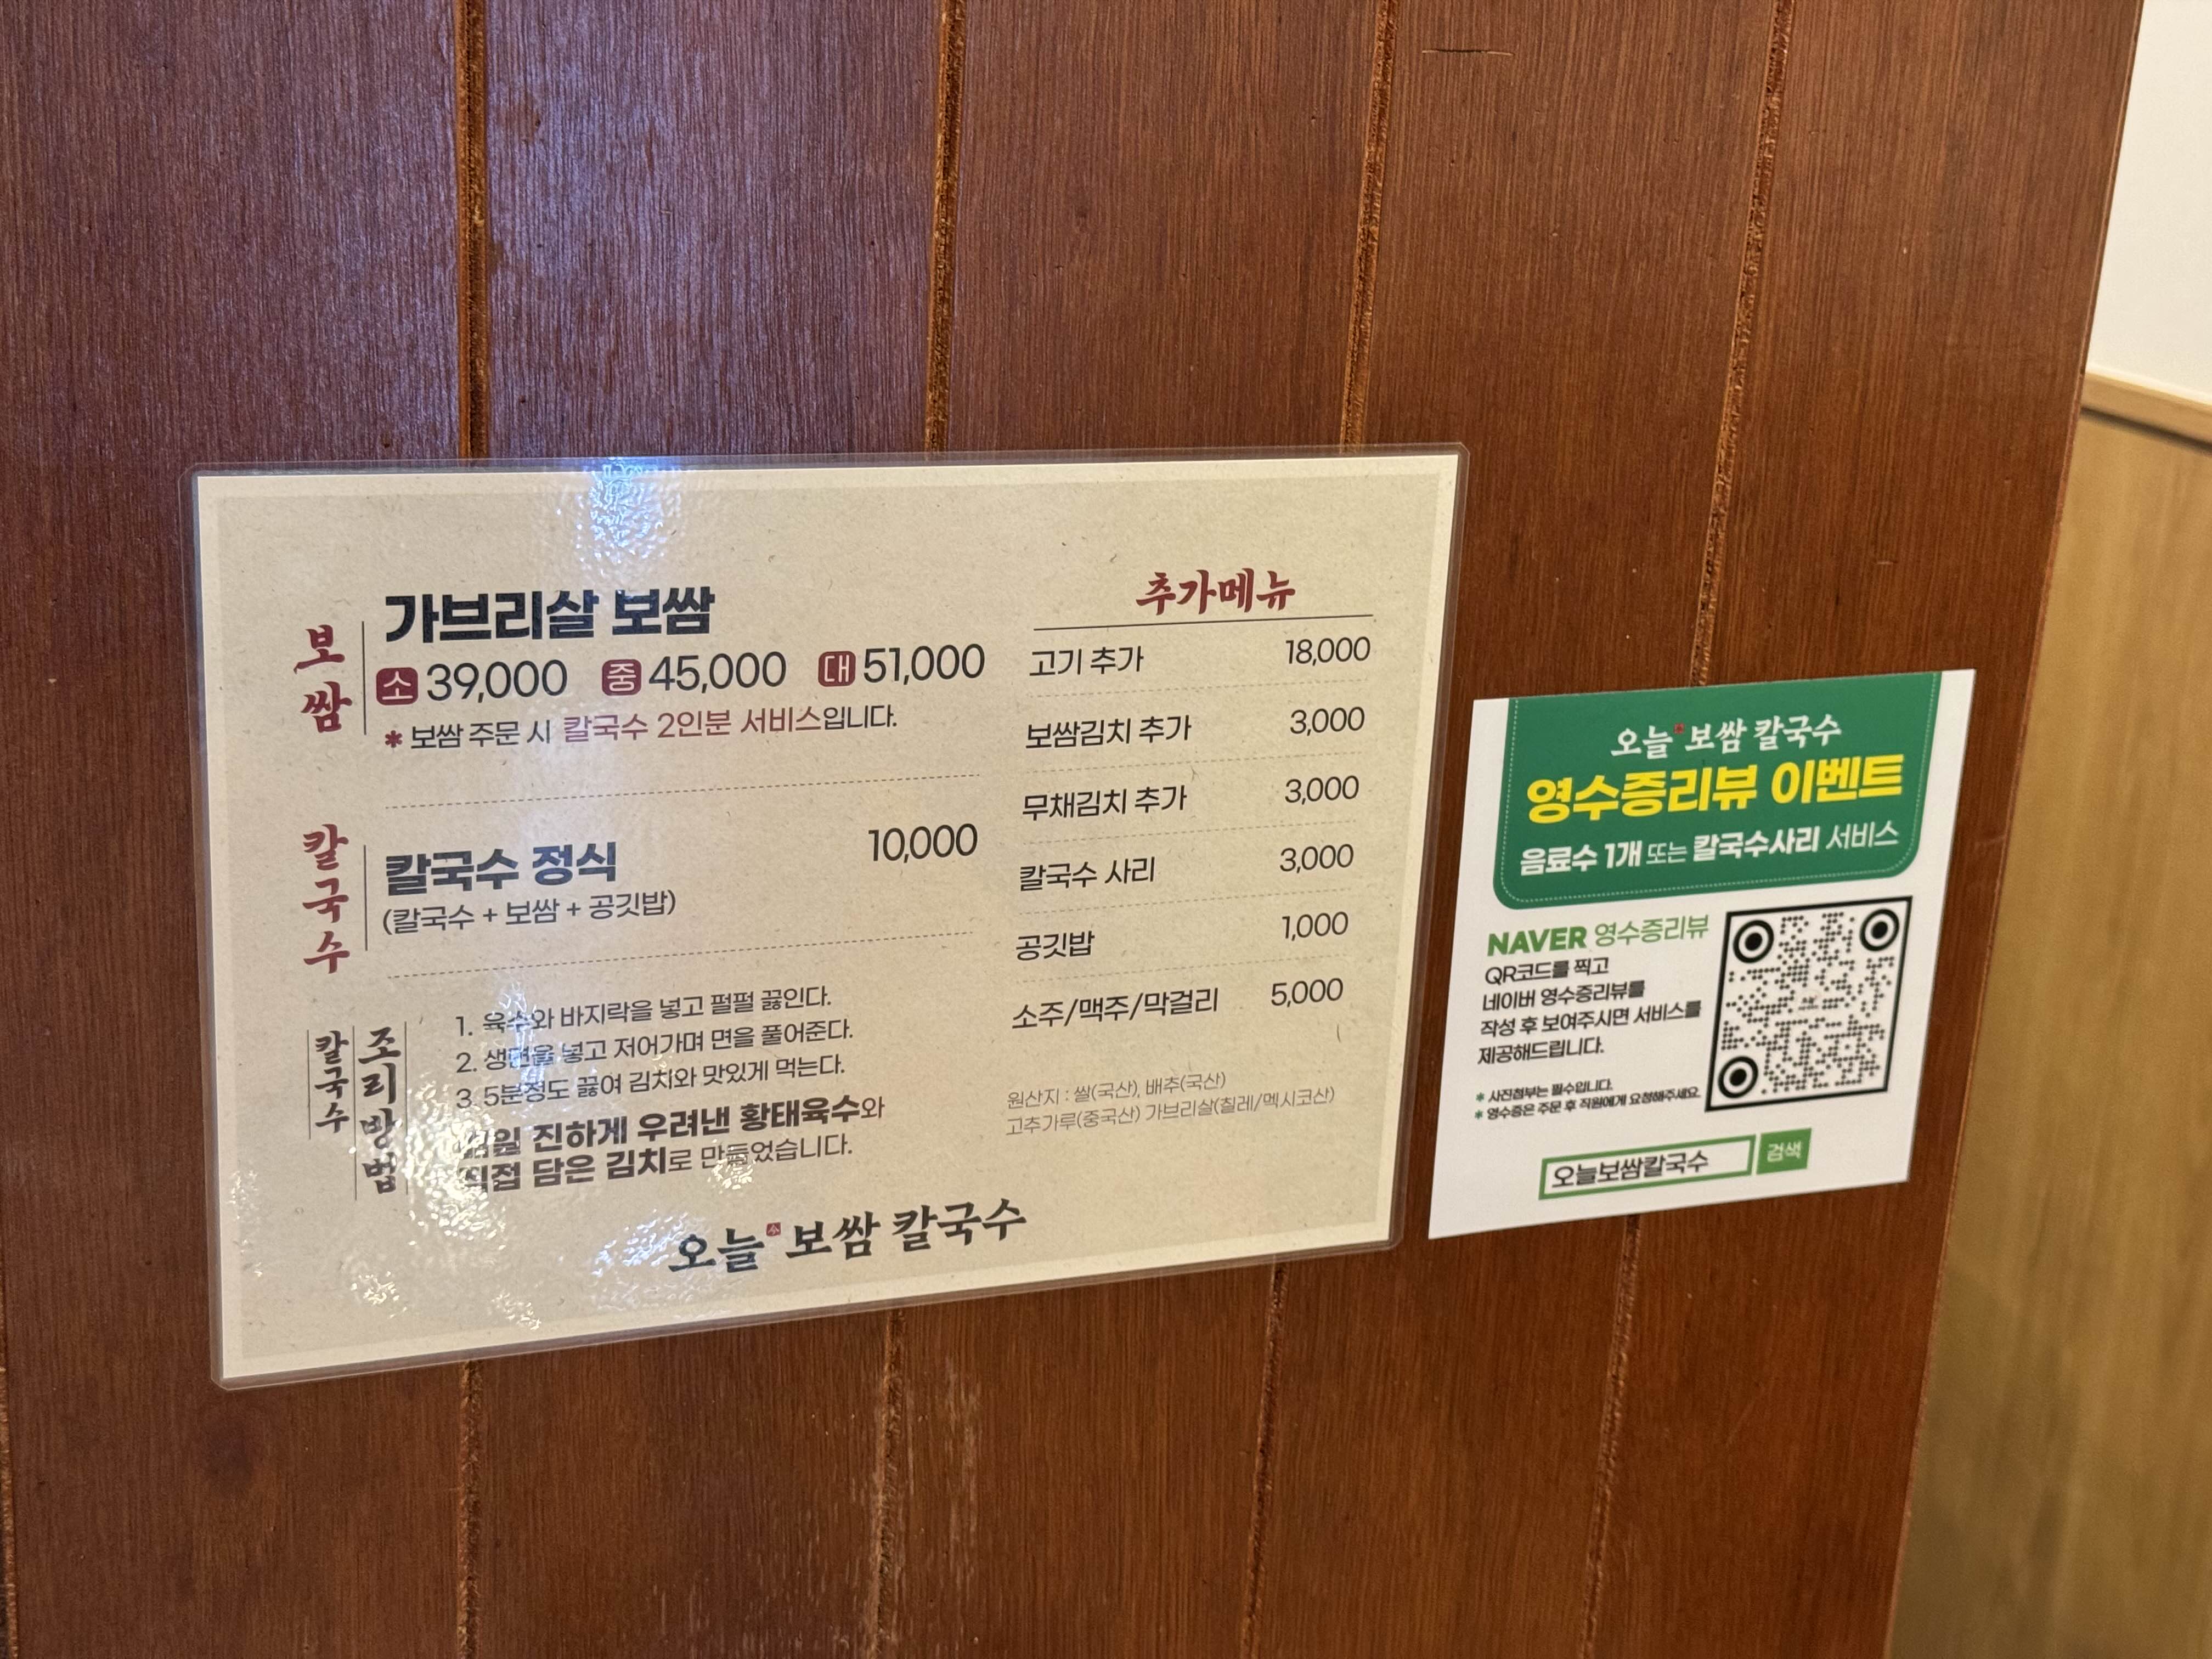 보쌈
가브리살 보쌈
소 39,000 중 45,000 대 51,000
* 보쌈 주문 시 칼국수 2인분 서비스입니다.
칼국수
칼국수 정식 10,000
(칼국수 + 보쌈 + 공깃밥)
칼국수 조리방법
1. 육수와 바지락을 넣고 펄펄 끓인다.
2. 생면을 넣고 저어가며 면을 풀어준다.
3. 5분정도 끓여 김치와 맛있게 먹는다.
진하게 우려낸 황태육수와
직접 담은 김치로 만들었습니다.
추가메뉴
고기 추가 18,000
보쌈김치 추가 3,000
무채김치 추가 3,000
칼국수 사리 3,000
공깃밥 1,000
소주/맥주/막걸리 5,000
원산지 : 쌀(국산), 배추(국산)
고추가루(중국산) 가브리살(칠레/멕시코산)
오늘 보쌈 칼국수
오늘*보쌈 칼국수
영수증리뷰 이벤트
음료수 1개 또는 칼국수사리 서비스
NAVER 영수증리뷰
QR코드를 찍고
네이버 영수증리뷰를
작성 후 보여주시면 서비스를
제공해드립니다.
* 사진첨부는 필수입니다.
* 영수증은 주문 후 직원에게 요청해주세요.
오늘보쌈칼국수 검색